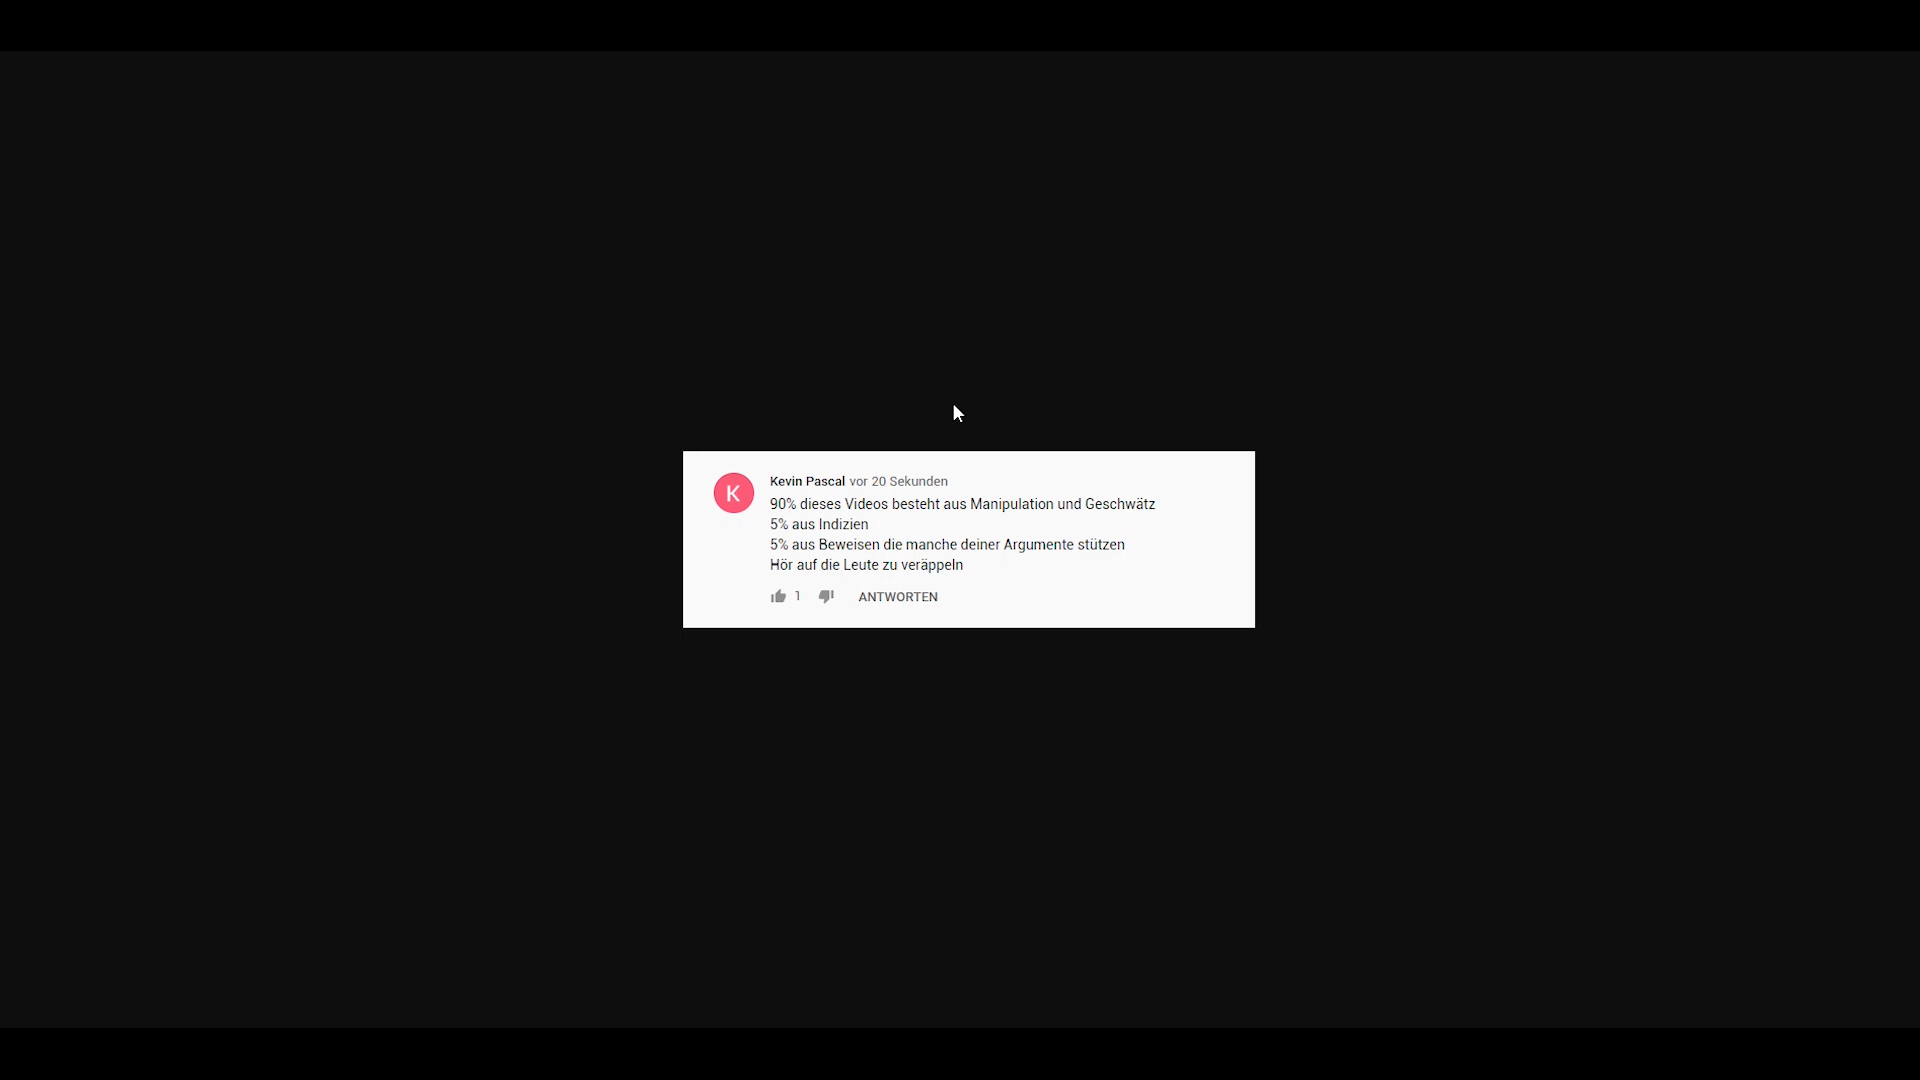 K
Kevin Pascal vor 20 Sekunden
90% dieses Videos besteht aus Manipulation und Geschwätz
5% aus Indizien
5% aus Beweisen die manche deiner Argumente stützen
Hör auf die Leute zu veräppeln
1 ANTWORTEN